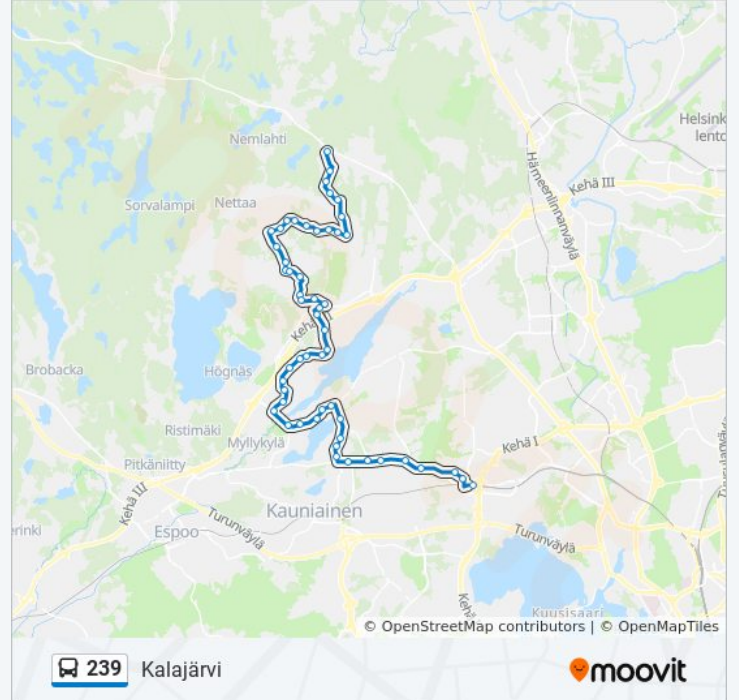 Nemlahti
Helsink
lento
Hämeenlinnanväylä
Kehä III
Sorvalampi
Nettaa
Brobacka
Högnäs
Ristimäki
Myllykylä
Kehä I
Pitkäniitty
Kehä III
Turunväylä
Kauniainen
erinki
Espoo
Turunväylä
Kuusisaari
Kehä
© OpenStreetMap contributors | © OpenMapTiles
239 Kalajärvi
moovit